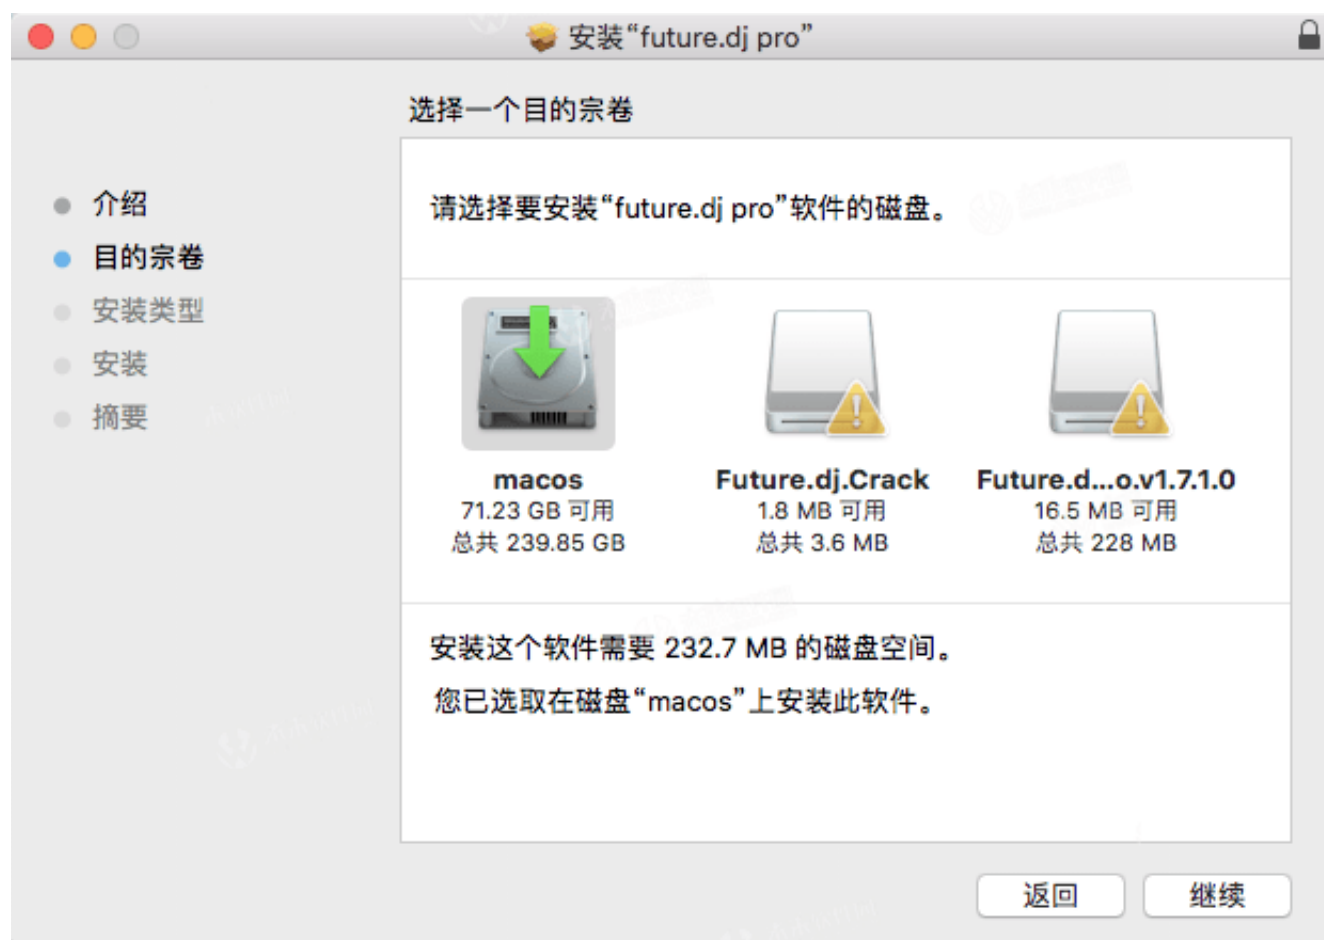 安装“future.dj pro”
选择一个目的宗卷
介绍
目的宗卷
安装类型
安装
摘要
请选择要安装“future.dj pro”软件的磁盘。
macos
71.23 GB 可用
总共 239.85 GB
Future.dj.Crack
1.8 MB 可用
总共 3.6 MB
Future.d...o.v1.7.1.0
16.5 MB 可用
总共 228 MB
安装这个软件需要 232.7 MB 的磁盘空间。
您已选取在磁盘“macos”上安装此软件。
返回
继续